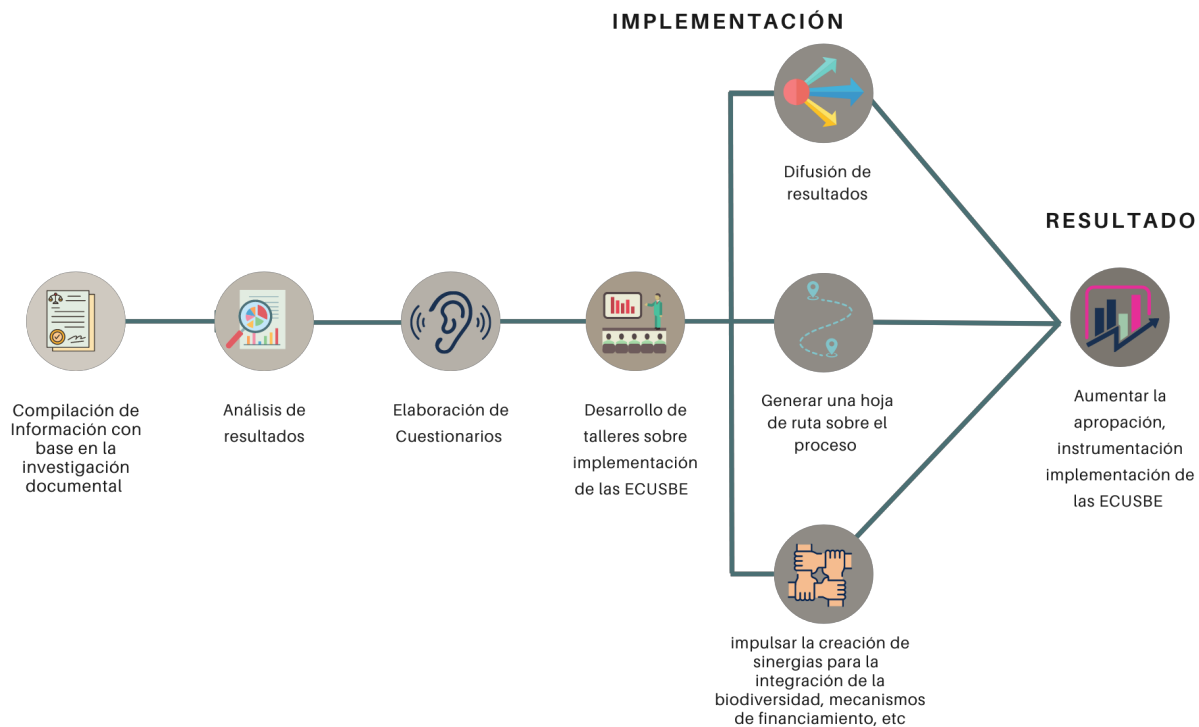 IMPLEMENTACIÓN
Difusión de
resultados
RESULTADO
Compilación de
Información con
base en la
investigación
documental
Análisis de
resultados
Elaboración de
Cuestionarios
Desarrollo de
talleres sobre
implementación
de las ECUSBE
Generar una hoja
de ruta sobre el
proceso
Aumentar la
apropación,
instrumentación
implementación de
las ECUSBE
impulsar la creación de
sinergias para la
integración de la
biodiversidad, mecanismos
de financiamiento, etc